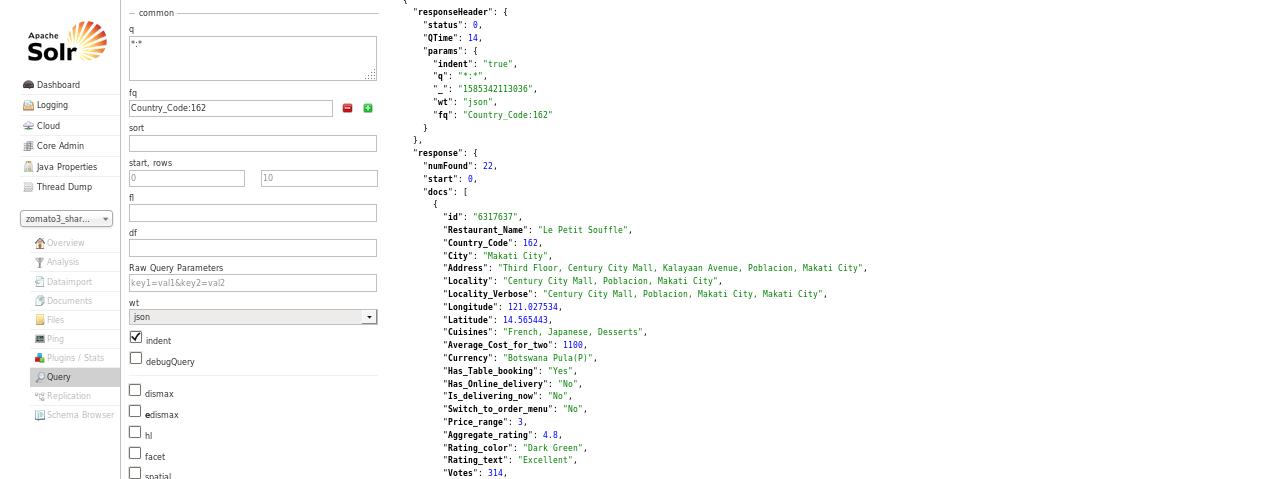 Apache
Solr
Dashboard
Logging
Cloud
Core Admin
Java Properties
Thread Dump
zomato3_shar...
Overview
Analysis
Dataimport
Documents
Files
Ping
Plugins / Stats
Query
Replication
Schema Browser
common
q
*:*
fq
Country_Code:162
sort
start, rows
0 10
fl
df
Raw Query Parameters
key1=val1&key2=val2
wt
json
indent
debugQuery
dismax
edismax
hl
facet
spatial
{
"responseHeader": {
"status": 0,
"QTime": 14,
"params": {
"indent": "true",
"q": "*:*",
"_": "1585342113036",
"wt": "json",
"fq": "Country_Code:162"
}
},
"response": {
"numFound": 22,
"start": 0,
"docs": [
{
"id": "6317637",
"Restaurant_Name": "Le Petit Souffle",
"Country_Code": 162,
"City": "Makati City",
"Address": "Third Floor, Century City Mall, Kalayaan Avenue, Poblacion, Makati City",
"Locality": "Century City Mall, Poblacion, Makati City",
"Locality_Verbose": "Century City Mall, Poblacion, Makati City, Makati City",
"Longitude": 121.027534,
"Latitude": 14.565443,
"Cuisines": "French, Japanese, Desserts",
"Average_Cost_for_two": 1100,
"Currency": "Botswana Pula(P)",
"Has_Table_booking": "Yes",
"Has_Online_delivery": "No",
"Is_delivering_now": "No",
"Switch_to_order_menu": "No",
"Price_range": 3,
"Aggregate_rating": 4.8,
"Rating_color": "Dark Green",
"Rating_text": "Excellent",
"Votes": 314,